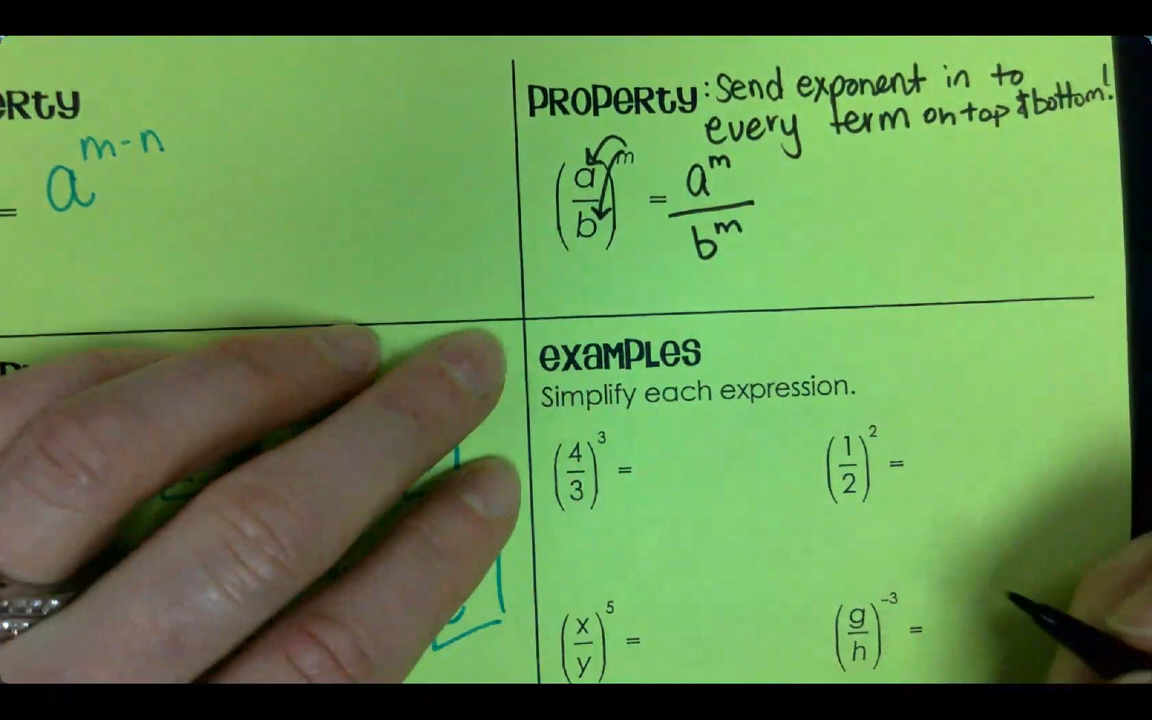 PROPERTY: Send exponent in to
every term on top & bottom!
= a^{m-n}
(a/b)^m = a^m/b^m
EXAMPLES
Simplify each expression.
(4/3)^3 =
(1/2)^2 =
(x/y)^5 =
(g/h)^{-3} =